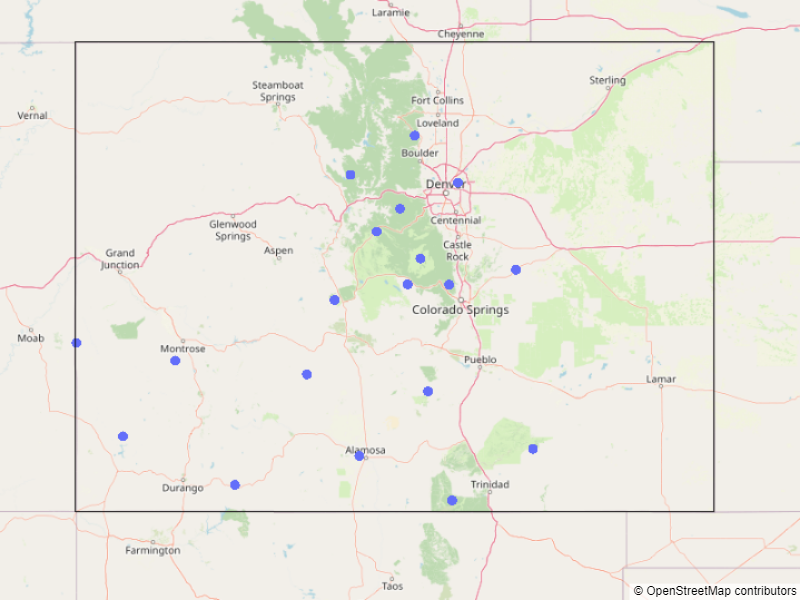 Laramie
Cheyenne
Steamboat
Springs
Sterling
Vernal
Fort Collins
Loveland
Boulder
Denver
Glenwood
Springs
Centennial
Castle
Rock
Aspen
Grand
Junction
Colorado Springs
Moab
Montrose
Pueblo
Lamar
Alamosa
Durango
Trinidad
Farmington
Taos
© OpenStreetMap contributors